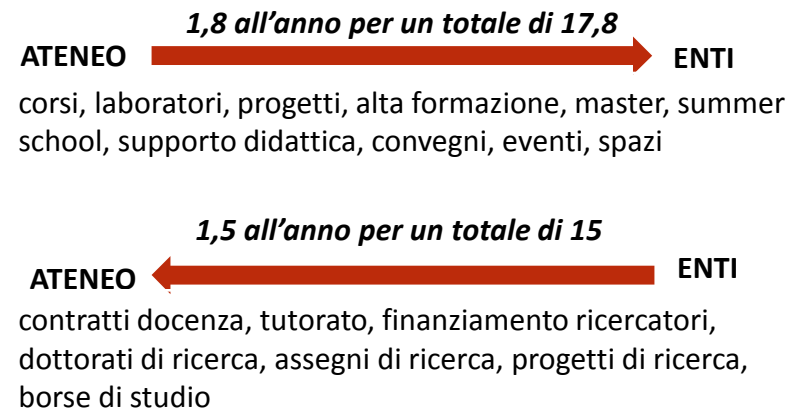 1,8 all’anno per un totale di 17,8
ATENEO ENTI
corsi, laboratori, progetti, alta formazione, master, summer
school, supporto didattica, convegni, eventi, spazi
1,5 all’anno per un totale di 15
ATENEO ENTI
contratti docenza, tutorato, finanziamento ricercatori,
dottorati di ricerca, assegni di ricerca, progetti di ricerca,
borse di studio